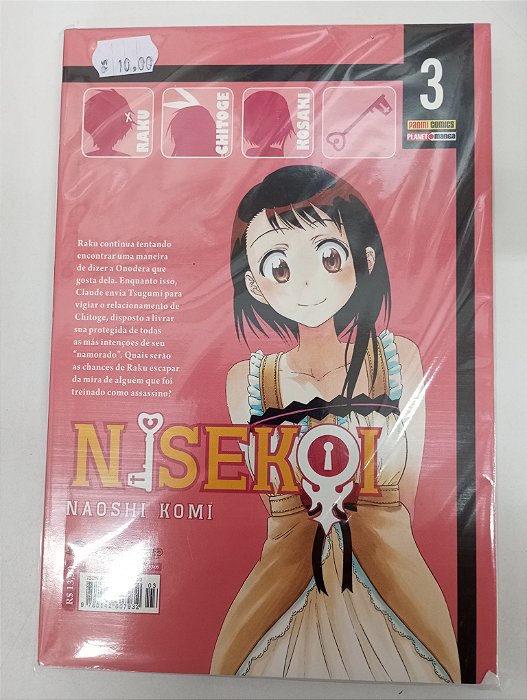 R$ 10,00
3
PANINI COMICS
PLANET MANGA
RAKU
CHITOGE
KOSAKI
Raku continua tentando
encontrar uma maneira
de dizer a Onodera que
gosta dela. Enquanto isso,
Claude envia Tsugumi para
vigiar o relacionamento de
Chitoge, disposto a livrar
sua protegida de todas
as más intenções de seu
“namorado”. Quais serão
as chances de Raku escapar
da mira de alguém que foi
treinado como assassino?
NISEKOI
NAOSHI KOMI
R$ 13,
03